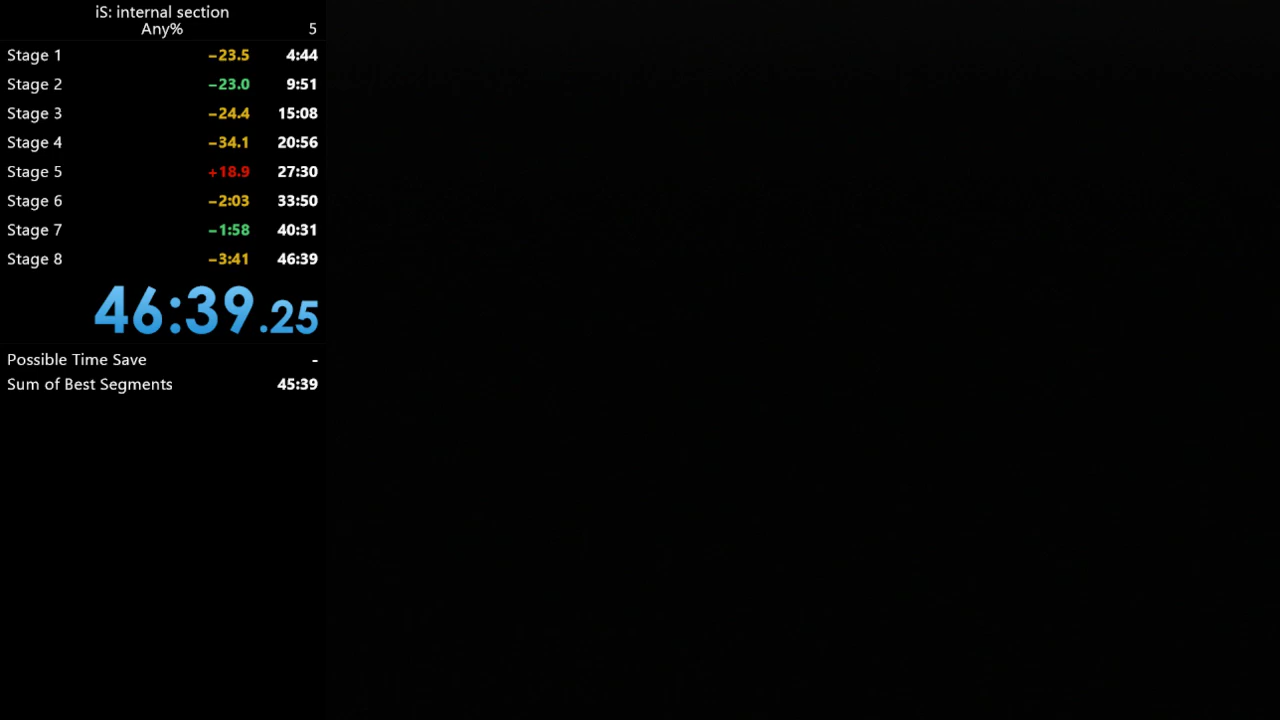 iS: internal section
Any% 5
Stage 1 −23.5 4:44
Stage 2 −23.0 9:51
Stage 3 −24.4 15:08
Stage 4 −34.1 20:56
Stage 5 +18.9 27:30
Stage 6 −2:03 33:50
Stage 7 −1:58 40:31
Stage 8 −3:41 46:39
46:39.25
Possible Time Save -
Sum of Best Segments 45:39